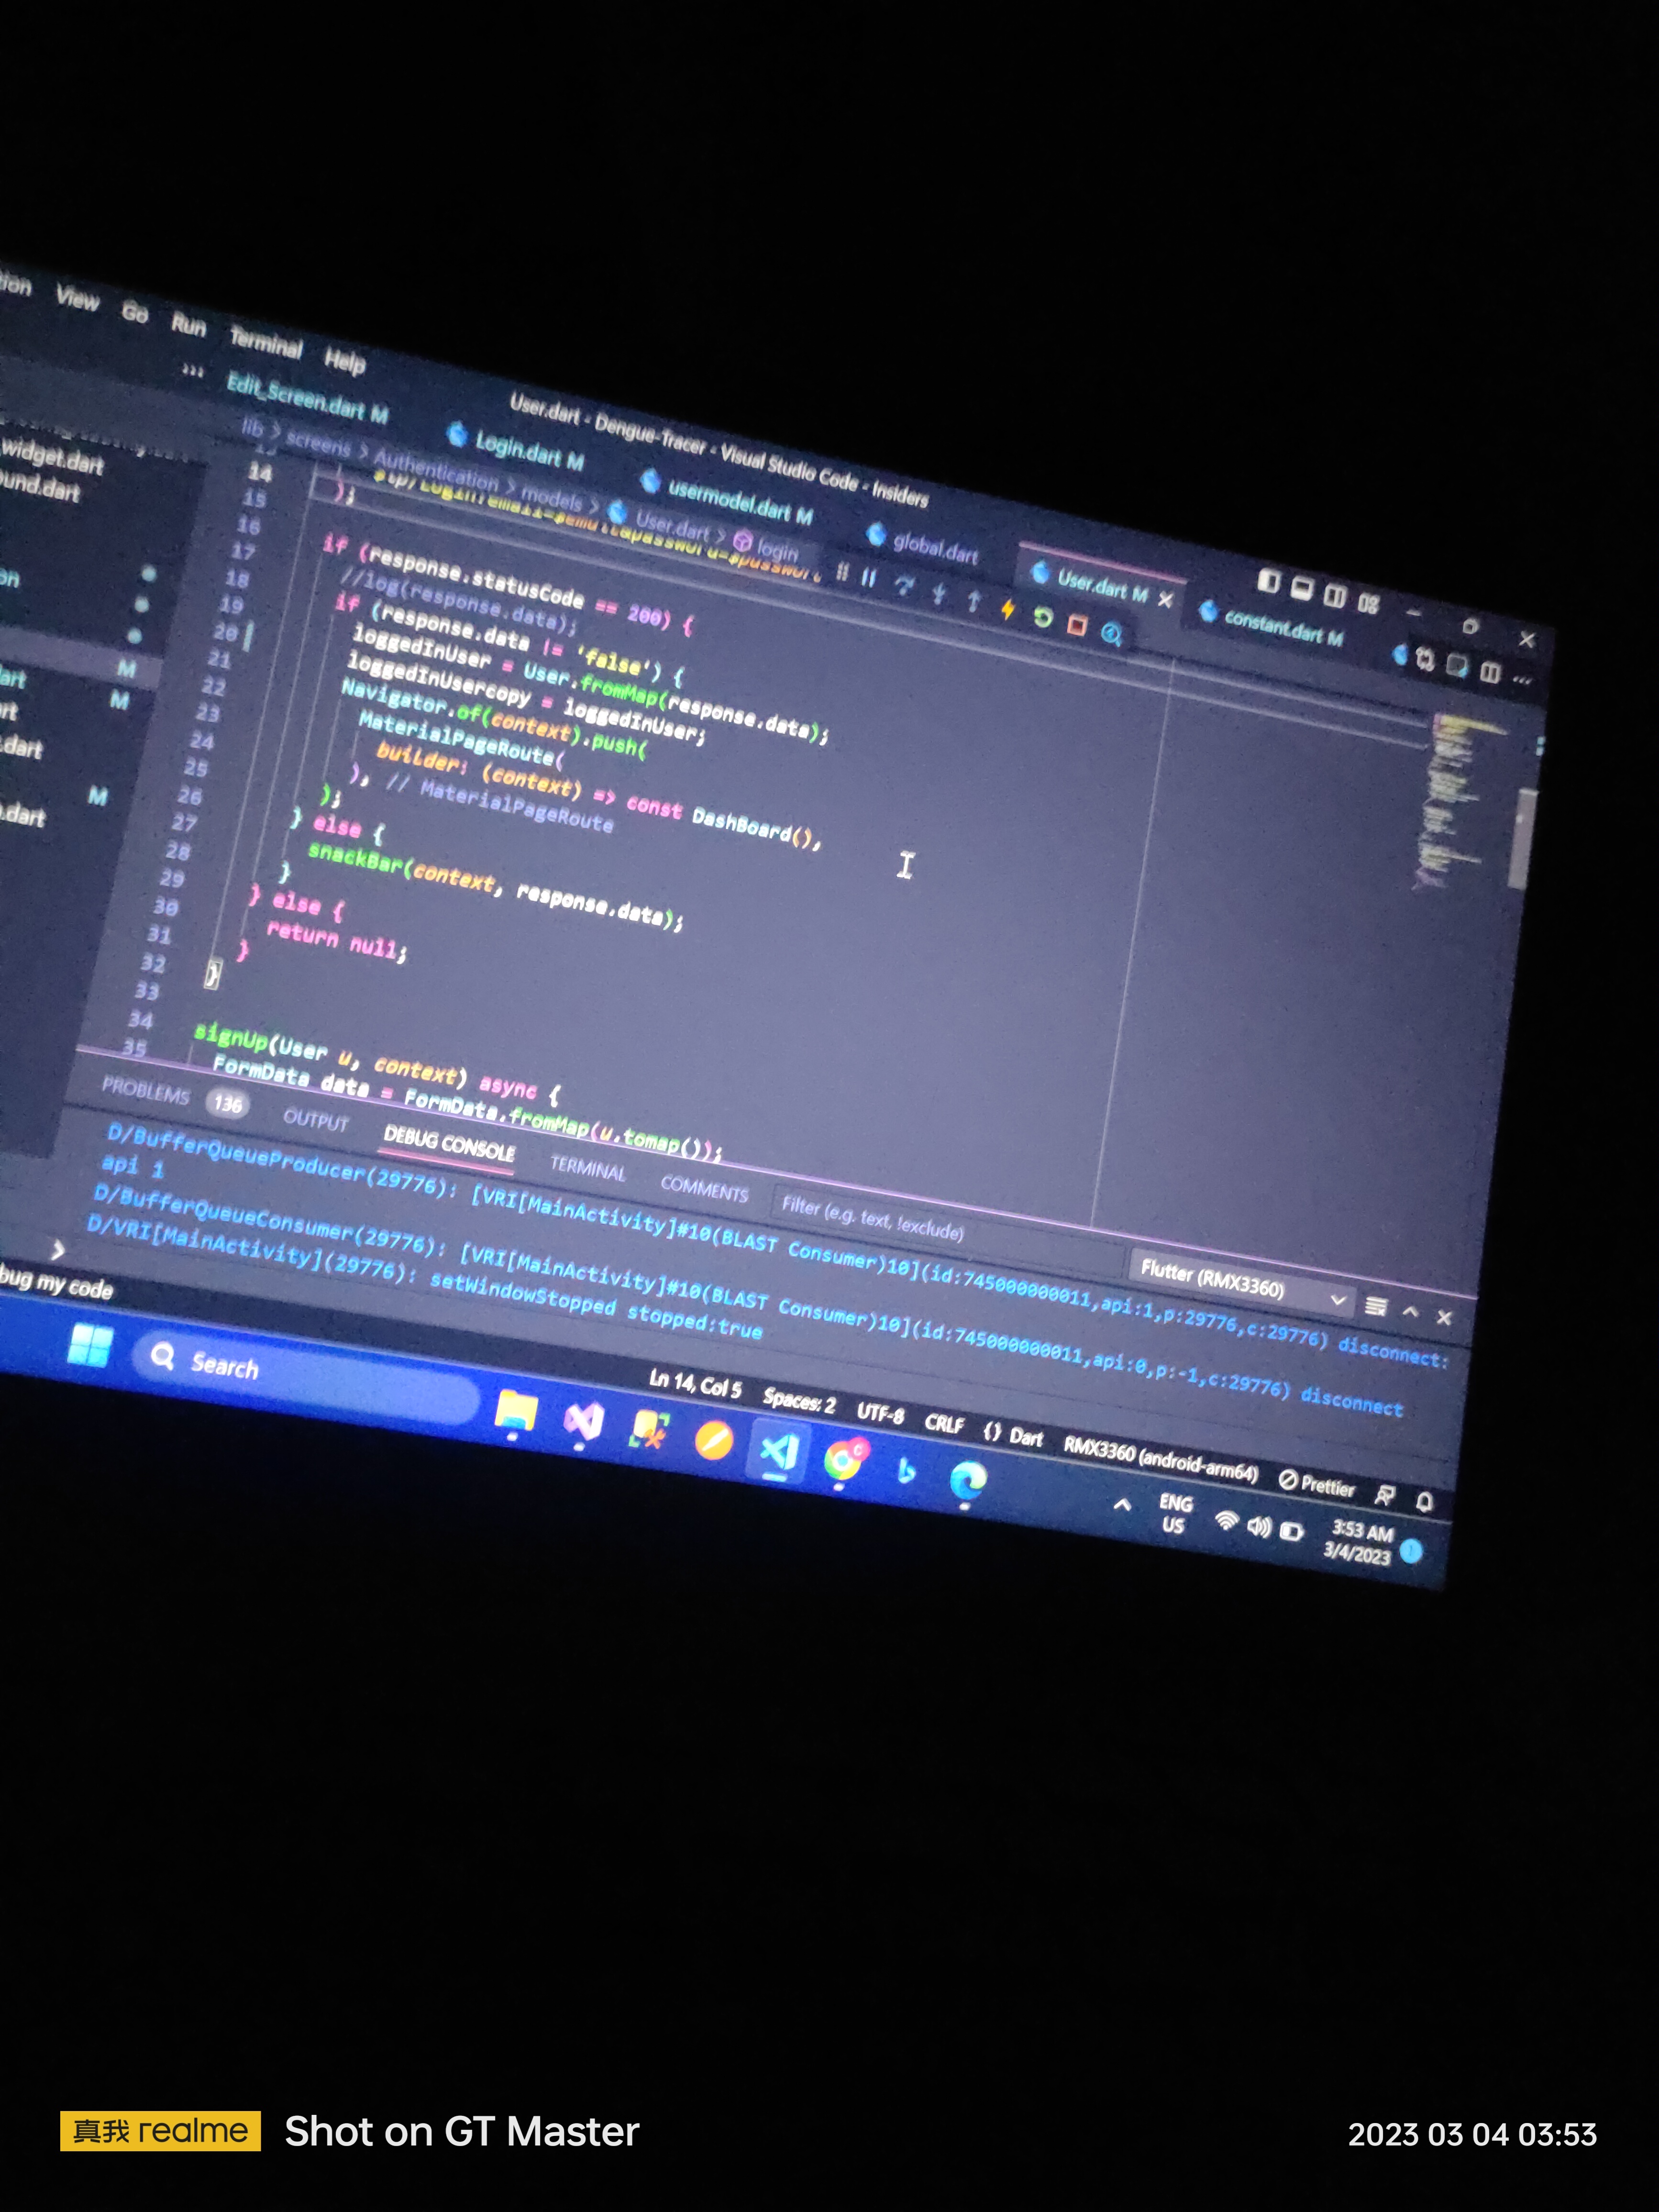 View Go Run Terminal Help
User.dart - Dengue-Tracer - Visual Studio Code - Insiders
... Edit_Screen.dart M Login.dart M usermodel.dart M global.dart User.dart M constant.dart M
lib > screens > Authentication > models > User.dart > login
widget.dart
dart
dart
M
M
M
14 );
15
16 if (response.statusCode == 200) {
17 //log(response.data);
18 if (response.data != 'false') {
19 loggedInUser = User.fromMap(response.data);
20 loggedInUsercopy = loggedInUser;
21 Navigator.of(context).push(
22 MaterialPageRoute(
23 builder: (context) => const DashBoard(),
24 ), // MaterialPageRoute
25 );
26 } else {
27 snackBar(context, response.data);
28 }
29 } else {
30 return null;
31 }
32 }
33
34 signUp(User u, context) async {
35 FormData data = FormData.fromMap(u.tomap());
PROBLEMS 136 OUTPUT DEBUG CONSOLE TERMINAL COMMENTS Filter (e.g. text, !exclude) Flutter (RMX3360)
D/BufferQueueProducer(29776): [VRI[MainActivity]#10(BLAST Consumer)10](id:745000000011,api:1,p:29776,c:29776) disconnect:
api 1
D/BufferQueueConsumer(29776): [VRI[MainActivity]#10(BLAST Consumer)10](id:745000000011,api:0,p:-1,c:29776) disconnect
D/VRI[MainActivity](29776): setWindowStopped stopped:true
bug my code
Ln 14, Col 5 Spaces: 2 UTF-8 CRLF {} Dart RMX3360 (android-arm64) Prettier
Search
ENG
US
3:53 AM
3/4/2023
真我 realme Shot on GT Master
2023 03 04 03:53